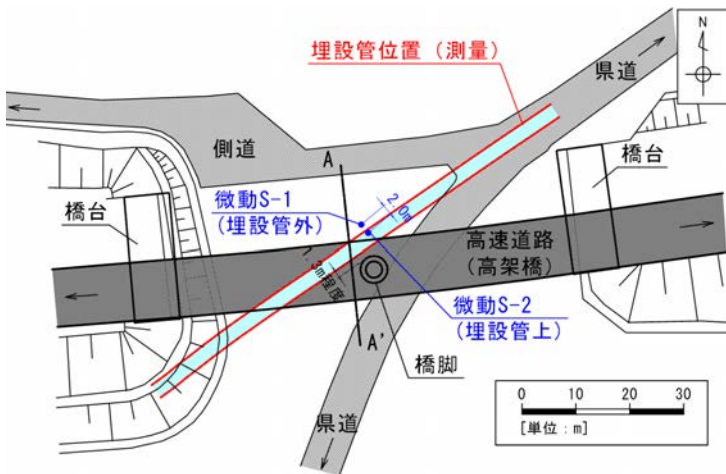 埋設管位置（測量）
N
県道
側道
A
橋台
橋台
微動S-1
（埋設管外）
2.0m
高速道路
（高架橋）
1.3m程度
微動S-2
（埋設管上）
A'
橋脚
県道
0 10 20 30
[単位：m]